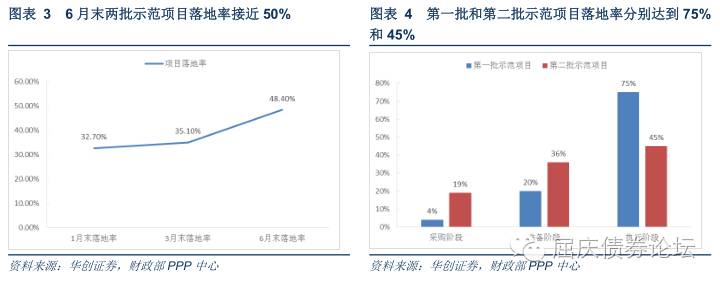 图表 3 6 月末两批示范项目落地率接近 50%
项目落地率
60.00%
50.00%
40.00%
30.00%
20.00%
10.00%
0.00%
32.70%
35.10%
48.40%
1月末落地率
3月末落地率
6月末落地率
资料来源：华创证券，财政部 PPP 中心
图表 4 第一批和第二批示范项目落地率分别达到 75%
和 45%
第一批示范项目
第二批示范项目
80%
70%
60%
50%
40%
30%
20%
10%
0%
4%
19%
20%
36%
75%
45%
采购阶段
准备阶段
执行阶段
屈庆债券论坛
资料来源：华创证券，财政部 PPP 中心